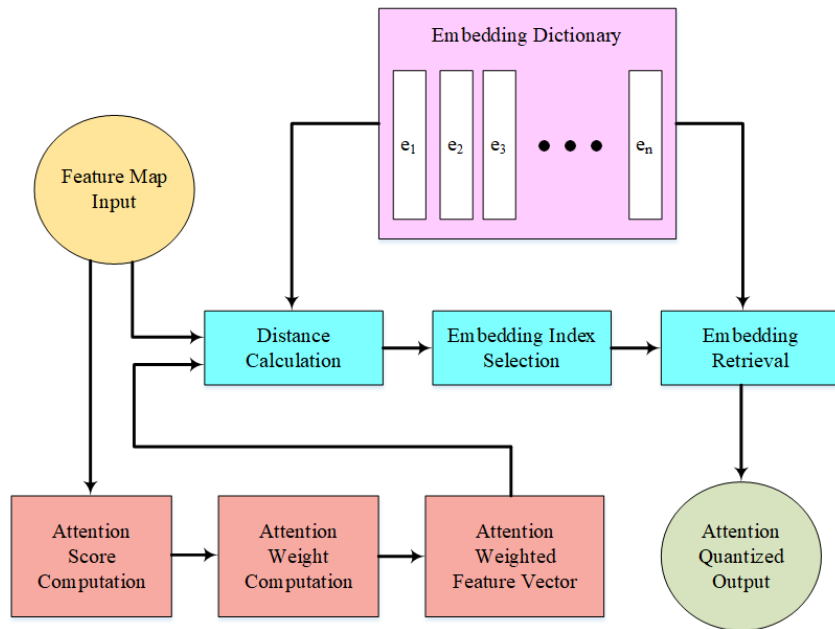 Embedding Dictionary
e1
e2
e3
en
Feature Map
Input
Distance
Calculation
Embedding Index
Selection
Embedding
Retrieval
Attention
Score
Computation
Attention
Weight
Computation
Attention
Weighted
Feature Vector
Attention
Quantized
Output